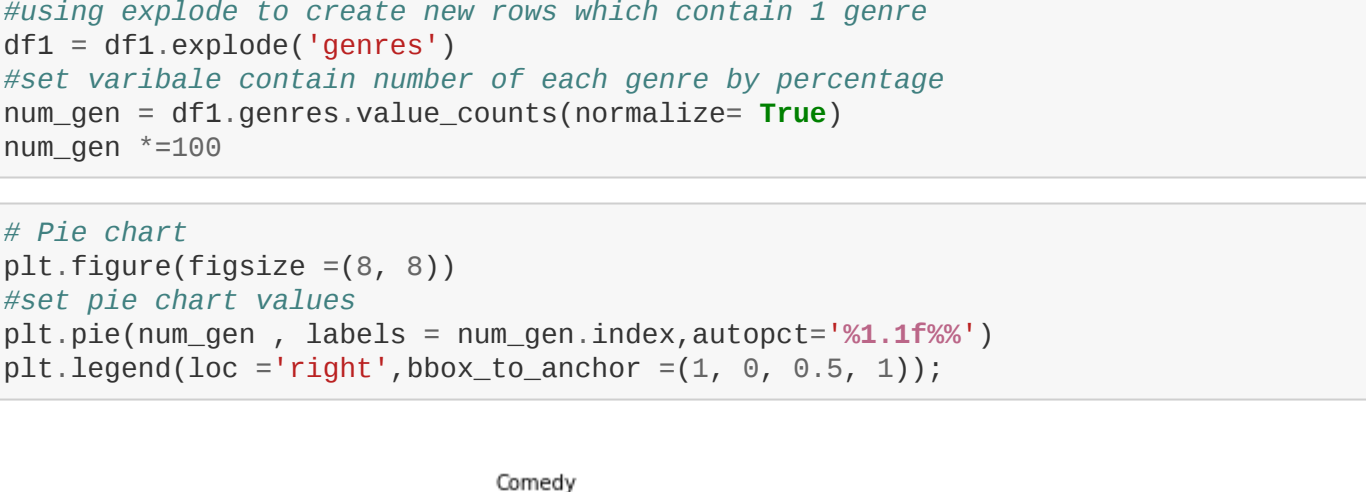 #using explode to create new rows which contain 1 genre
df1 = df1.explode('genres')
#set varibale contain number of each genre by percentage
num_gen = df1.genres.value_counts(normalize= True)
num_gen *=100
# Pie chart
plt.figure(figsize =(8, 8))
#set pie chart values
plt.pie(num_gen , labels = num_gen.index,autopct='%1.1f%%')
plt.legend(loc ='right',bbox_to_anchor =(1, 0, 0.5, 1));
Comedy